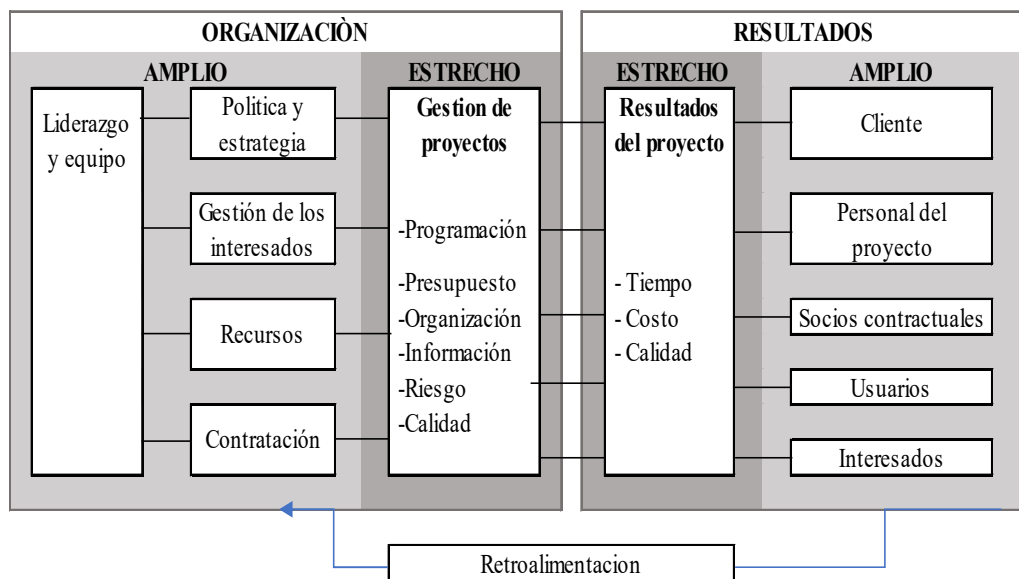 ORGANIZACIÒN
AMPLIO
ESTRECHO
Liderazgo
y equipo
Politica y
estrategia
Gestión de los
interesados
Recursos
Contratación
Gestion de
proyectos
-Programación
-Presupuesto
-Organización
-Información
-Riesgo
-Calidad
RESULTADOS
ESTRECHO
AMPLIO
Resultados
del proyecto
- Tiempo
- Costo
- Calidad
Cliente
Personal del
proyecto
Socios contractuales
Usuarios
Interesados
Retroalimentacion